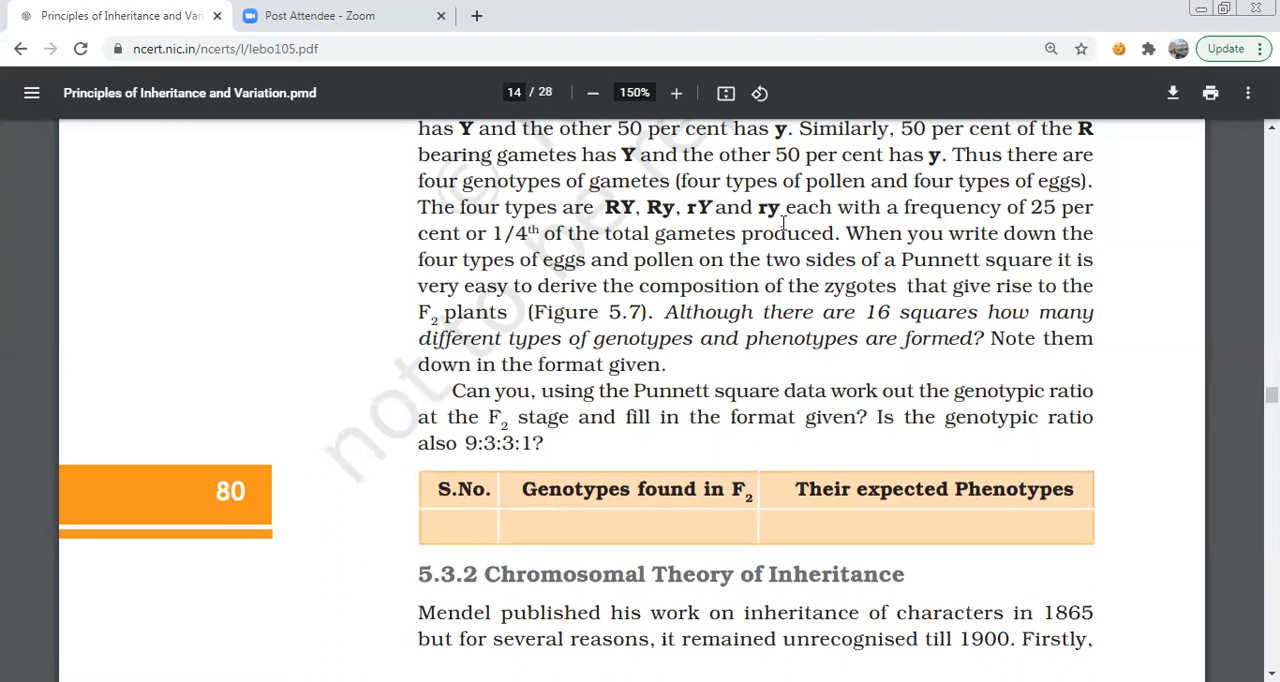 Principles of Inheritance and Vari
Post Attendee - Zoom
ncert.nic.in/ncerts/l/lebo105.pdf
Update
Principles of Inheritance and Variation.pmd
14 / 28
150%
has Y and the other 50 per cent has y. Similarly, 50 per cent of the R
bearing gametes has Y and the other 50 per cent has y. Thus there are
four genotypes of gametes (four types of pollen and four types of eggs).
The four types are RY, Ry, rY and ry each with a frequency of 25 per
cent or 1/4th of the total gametes produced. When you write down the
four types of eggs and pollen on the two sides of a Punnett square it is
very easy to derive the composition of the zygotes that give rise to the
F2 plants (Figure 5.7). Although there are 16 squares how many
different types of genotypes and phenotypes are formed? Note them
down in the format given.
Can you, using the Punnett square data work out the genotypic ratio
at the F2 stage and fill in the format given? Is the genotypic ratio
also 9:3:3:1?
80
S.No. Genotypes found in F2 Their expected Phenotypes
5.3.2 Chromosomal Theory of Inheritance
Mendel published his work on inheritance of characters in 1865
but for several reasons, it remained unrecognised till 1900. Firstly,
not to be re